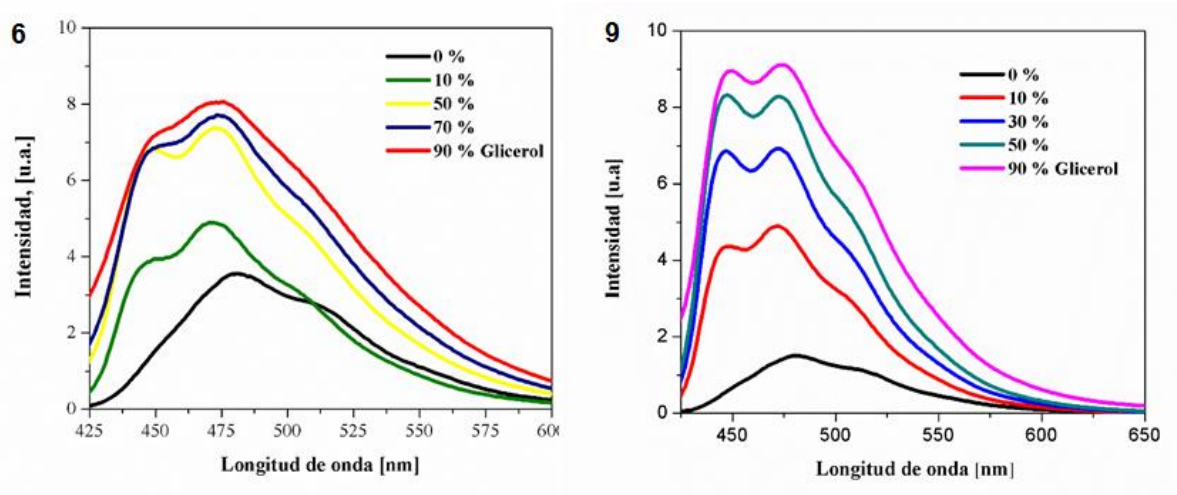 6
10
8
6
4
2
0
Intensidad, [u.a.]
0 %
10 %
50 %
70 %
90 % Glicerol
425 450 475 500 525 550 575 600
Longitud de onda [nm]
9
10
8
6
4
2
0
Intensidad [u.a]
0 %
10 %
30 %
50 %
90 % Glicerol
450 500 550 600 650
Longitud de onda [nm]